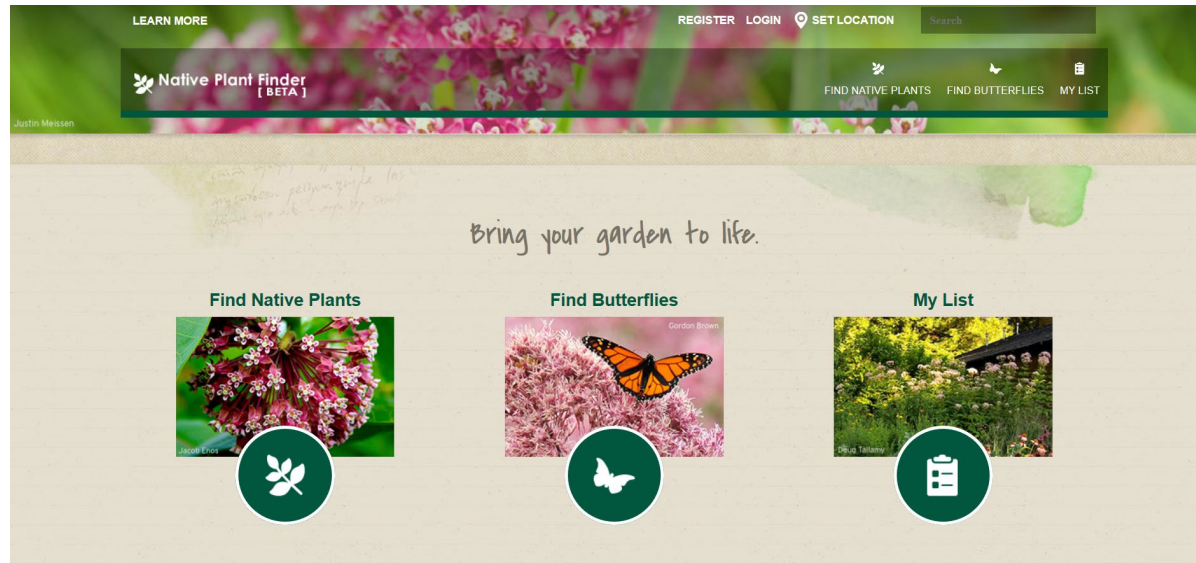 LEARN MORE
REGISTER LOGIN SET LOCATION
Search
Native Plant Finder
[ BETA ]
FIND NATIVE PLANTS FIND BUTTERFLIES MY LIST
Justin Meissen
Bring your garden to life.
Find Native Plants
Find Butterflies
My List
Gordon Brown
Jacob Enos
Doug Tallamy